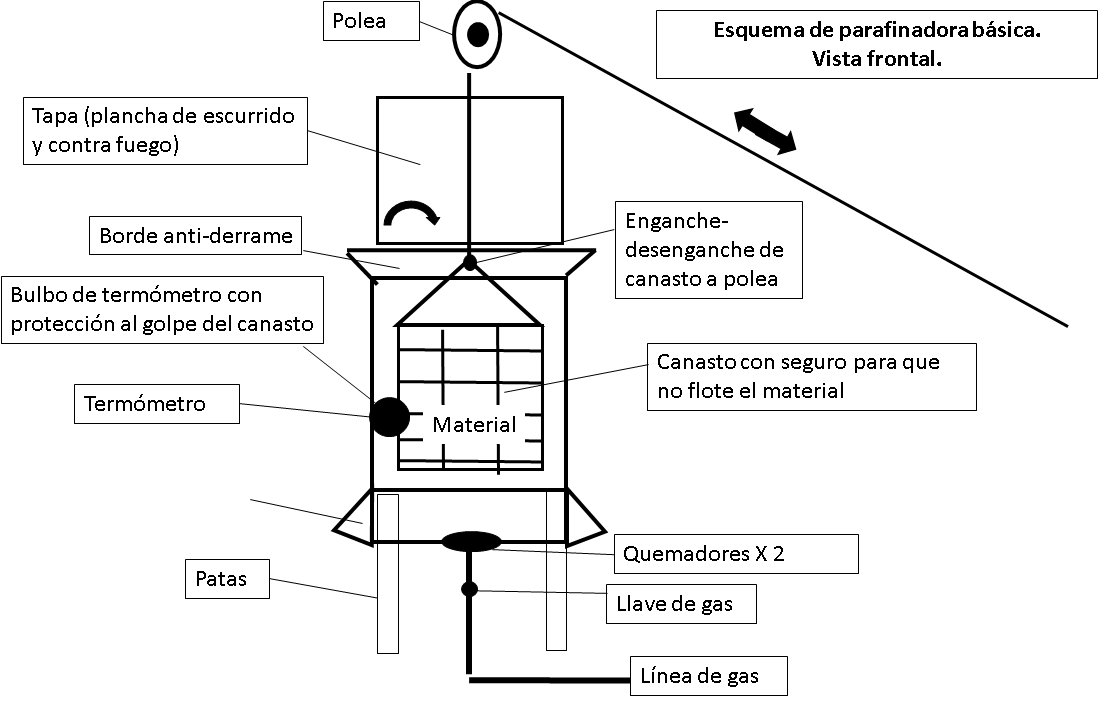 Polea
Esquema de parafinadora básica.
Vista frontal.
Tapa (plancha de escurrido
y contra fuego)
Borde anti-derrame
Enganche-
desenganche de
canasto a polea
Bulbo de termómetro con
protección al golpe del canasto
Canasto con seguro para que
no flote el material
Termómetro
Material
Quemadores X 2
Patas
Llave de gas
Línea de gas